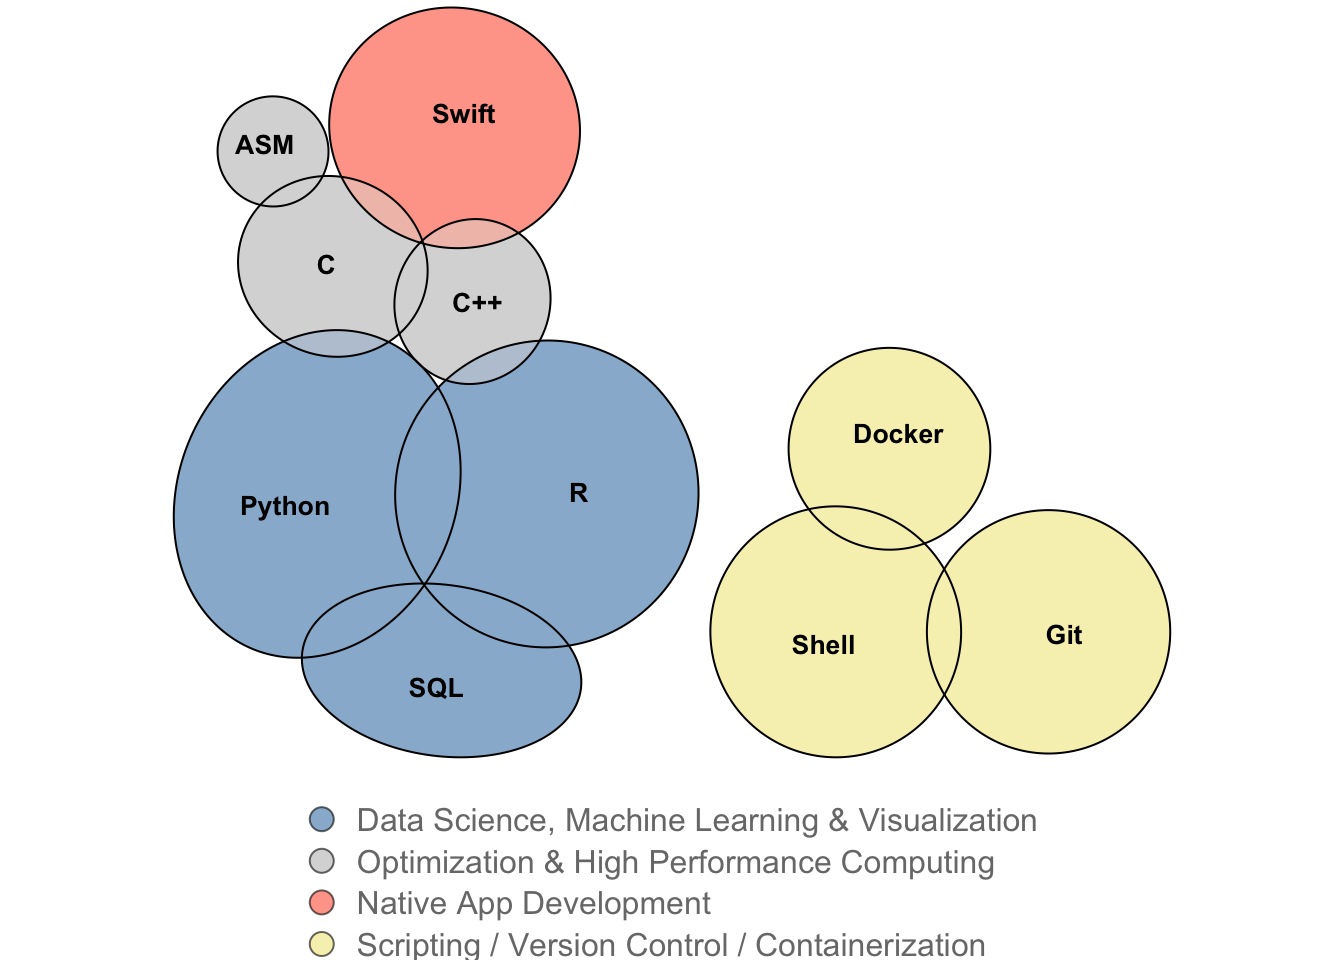 Swift
ASM
C
C++
Docker
R
Python
Shell
Git
SQL
Data Science, Machine Learning & Visualization
Optimization & High Performance Computing
Native App Development
Scripting / Version Control / Containerization